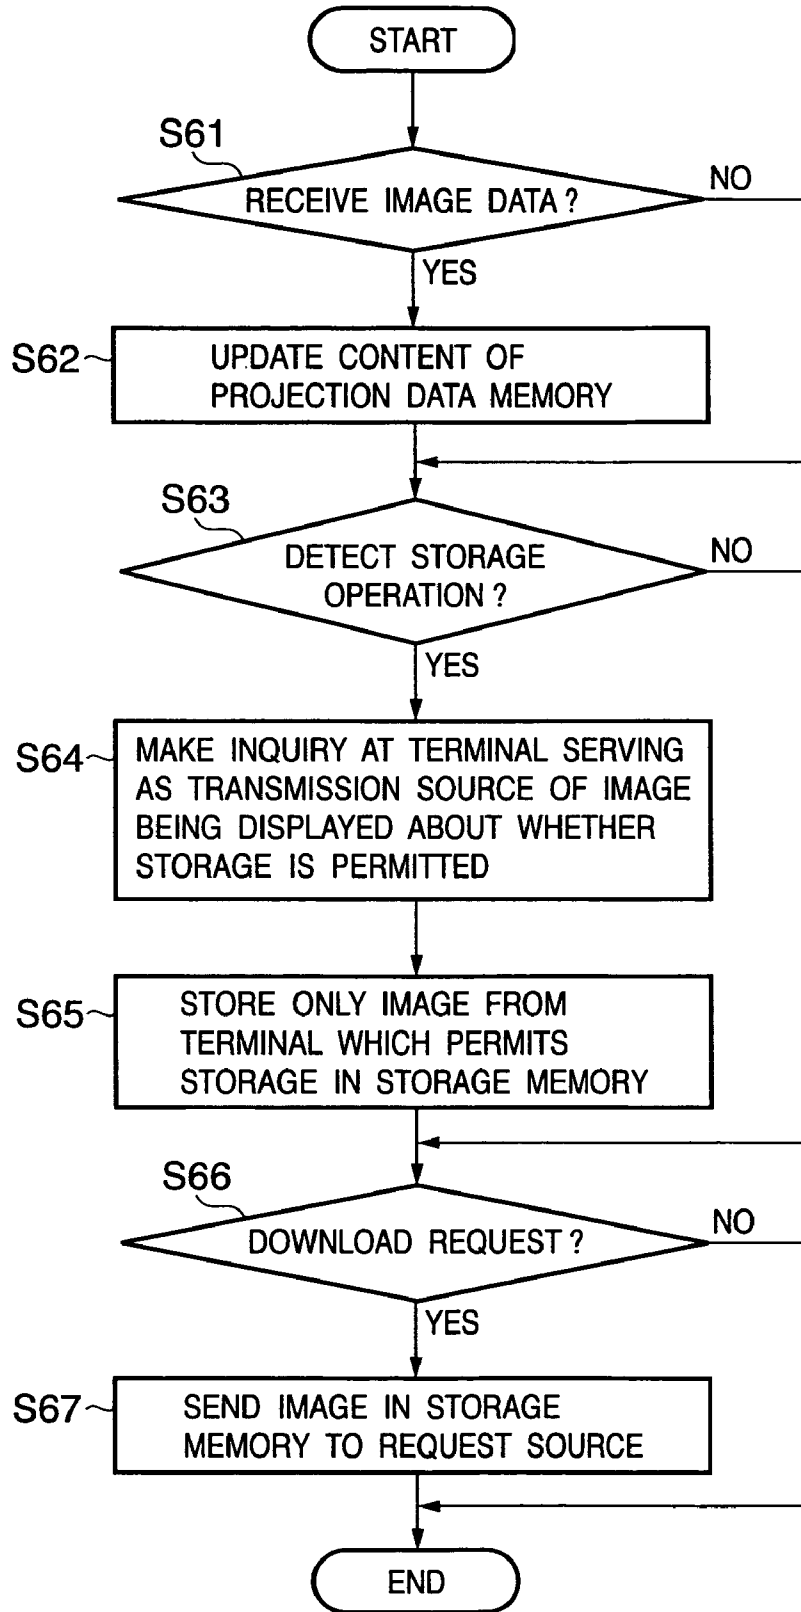 START
S61
RECEIVE IMAGE DATA ?
NO
YES
S62
UPDATE CONTENT OF
PROJECTION DATA MEMORY
S63
DETECT STORAGE
OPERATION ?
NO
YES
S64
MAKE INQUIRY AT TERMINAL SERVING
AS TRANSMISSION SOURCE OF IMAGE
BEING DISPLAYED ABOUT WHETHER
STORAGE IS PERMITTED
S65
STORE ONLY IMAGE FROM
TERMINAL WHICH PERMITS
STORAGE IN STORAGE MEMORY
S66
DOWNLOAD REQUEST ?
NO
YES
S67
SEND IMAGE IN STORAGE
MEMORY TO REQUEST SOURCE
END